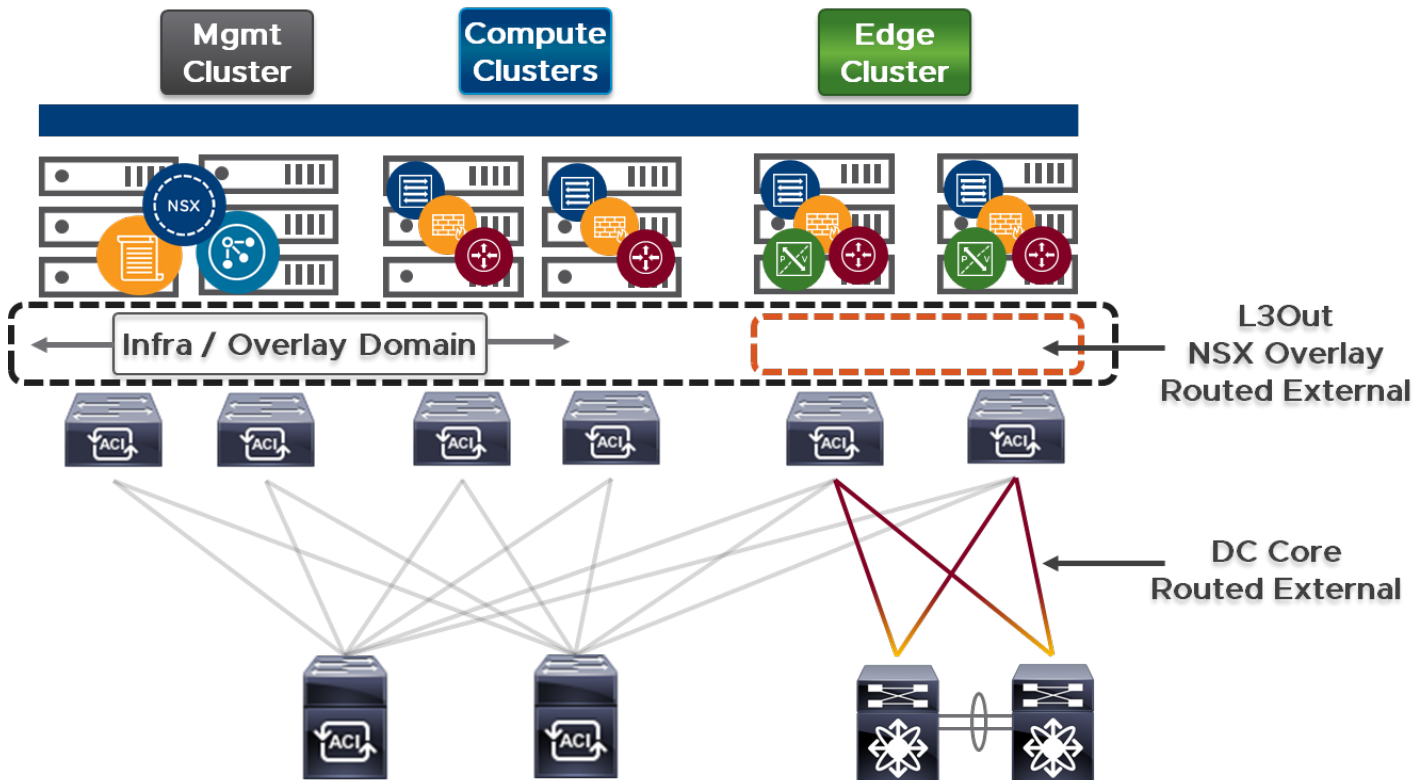 Mgmt
Cluster
Compute
Clusters
Edge
Cluster
NSX
P V
P V
Infra / Overlay Domain
L3Out
NSX Overlay
Routed External
ACI
ACI
ACI
ACI
ACI
ACI
DC Core
Routed External
ACI
ACI